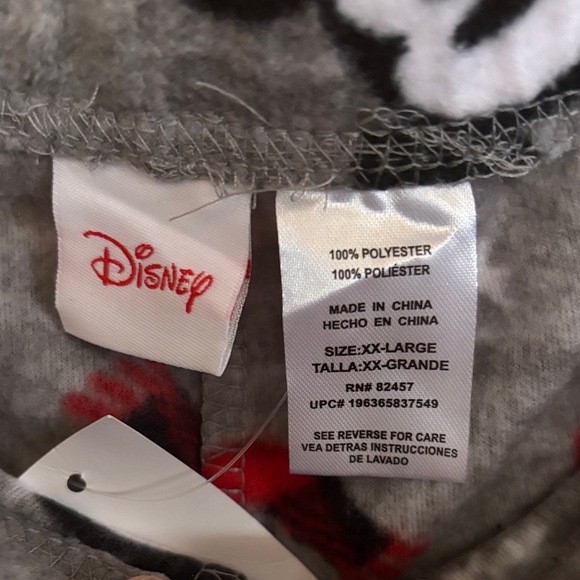 Disney
100% POLYESTER
100% POLIÉSTER
MADE IN CHINA
HECHO EN CHINA
SIZE:XX-LARGE
TALLA:XX-GRANDE
RN# 82457
UPC# 196365837549
SEE REVERSE FOR CARE
VEA DETRAS INSTRUCCIONES
DE LAVADO